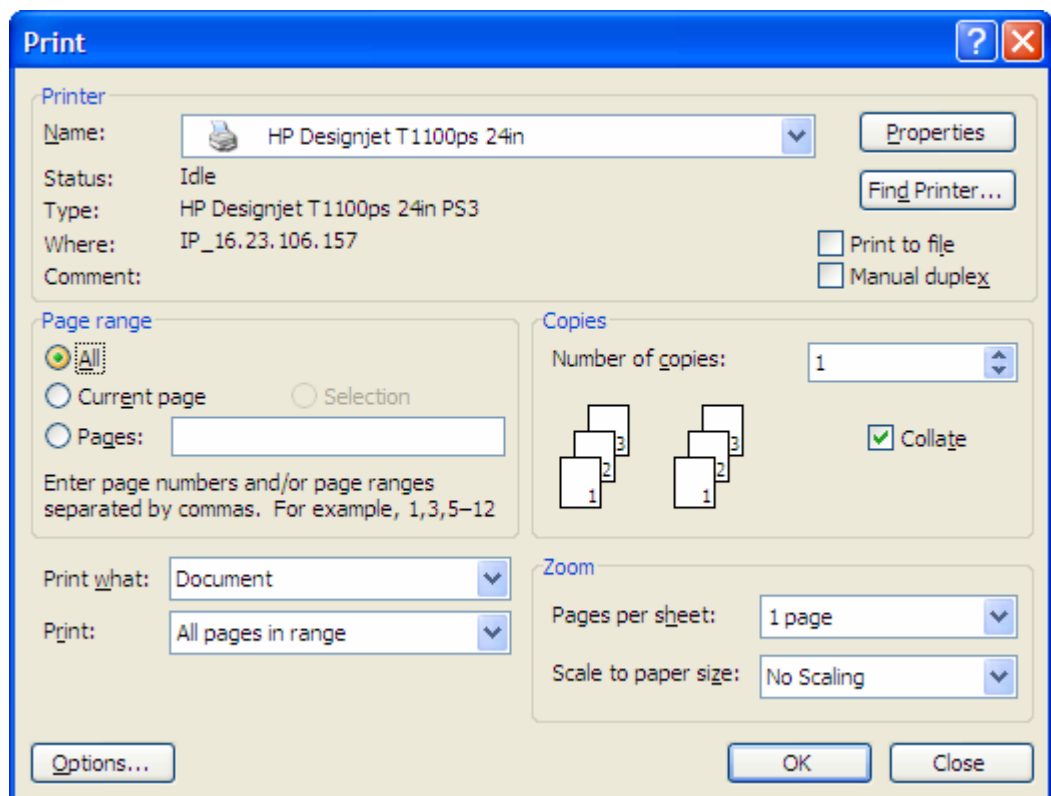 Print
Printer
Name:
HP Designjet T1100ps 24in
Properties
Status:
Idle
Find Printer...
Type:
HP Designjet T1100ps 24in PS3
Where:
IP_16.23.106.157
Print to file
Comment:
Manual duplex
Page range
All
Current page
Selection
Pages:
Enter page numbers and/or page ranges
separated by commas. For example, 1,3,5–12
Copies
Number of copies:
1
3
2
1
3
2
1
Collate
Print what:
Document
Print:
All pages in range
Zoom
Pages per sheet:
1 page
Scale to paper size:
No Scaling
Options...
OK
Close